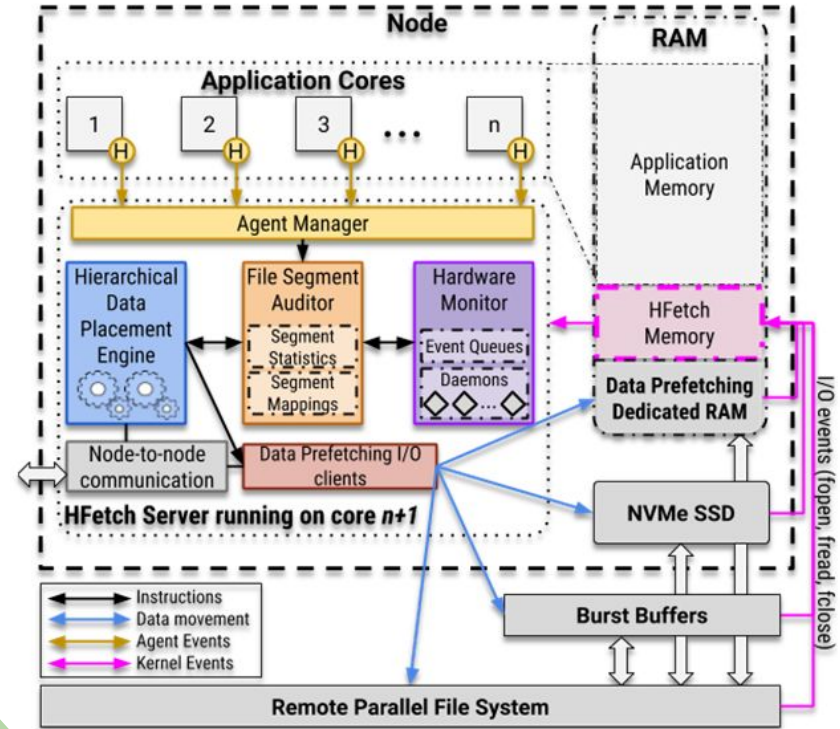 Node
RAM
Application Cores
1
2
3
...
n
H
H
H
H
Application
Memory
Agent Manager
Hierarchical
Data
Placement
Engine
File Segment
Auditor
Segment
Statistics
Segment
Mappings
Hardware
Monitor
Event Queues
Daemons
...
HFetch
Memory
Data Prefetching
Dedicated RAM
I/O events (fopen, fread, fclose)
Node-to-node
communication
Data Prefetching I/O
clients
HFetch Server running on core n+1
NVMe SSD
Instructions
Data movement
Agent Events
Kernel Events
Burst Buffers
Remote Parallel File System